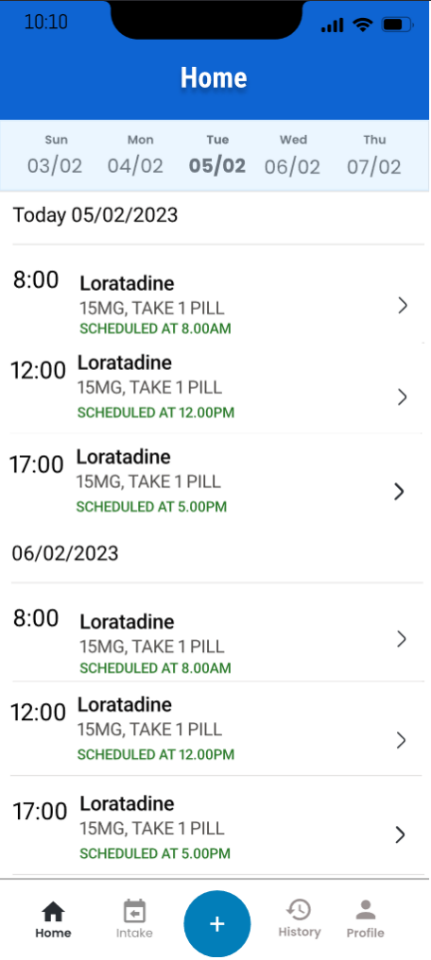 10:10
Home
Sun Mon Tue Wed Thu
03/02 04/02 05/02 06/02 07/02
Today 05/02/2023
8:00 Loratadine
15MG, TAKE 1 PILL
SCHEDULED AT 8.00AM
12:00 Loratadine
15MG, TAKE 1 PILL
SCHEDULED AT 12.00PM
17:00 Loratadine
15MG, TAKE 1 PILL
SCHEDULED AT 5.00PM
06/02/2023
8:00 Loratadine
15MG, TAKE 1 PILL
SCHEDULED AT 8.00AM
12:00 Loratadine
15MG, TAKE 1 PILL
SCHEDULED AT 12.00PM
17:00 Loratadine
15MG, TAKE 1 PILL
SCHEDULED AT 5.00PM
Home Intake + History Profile